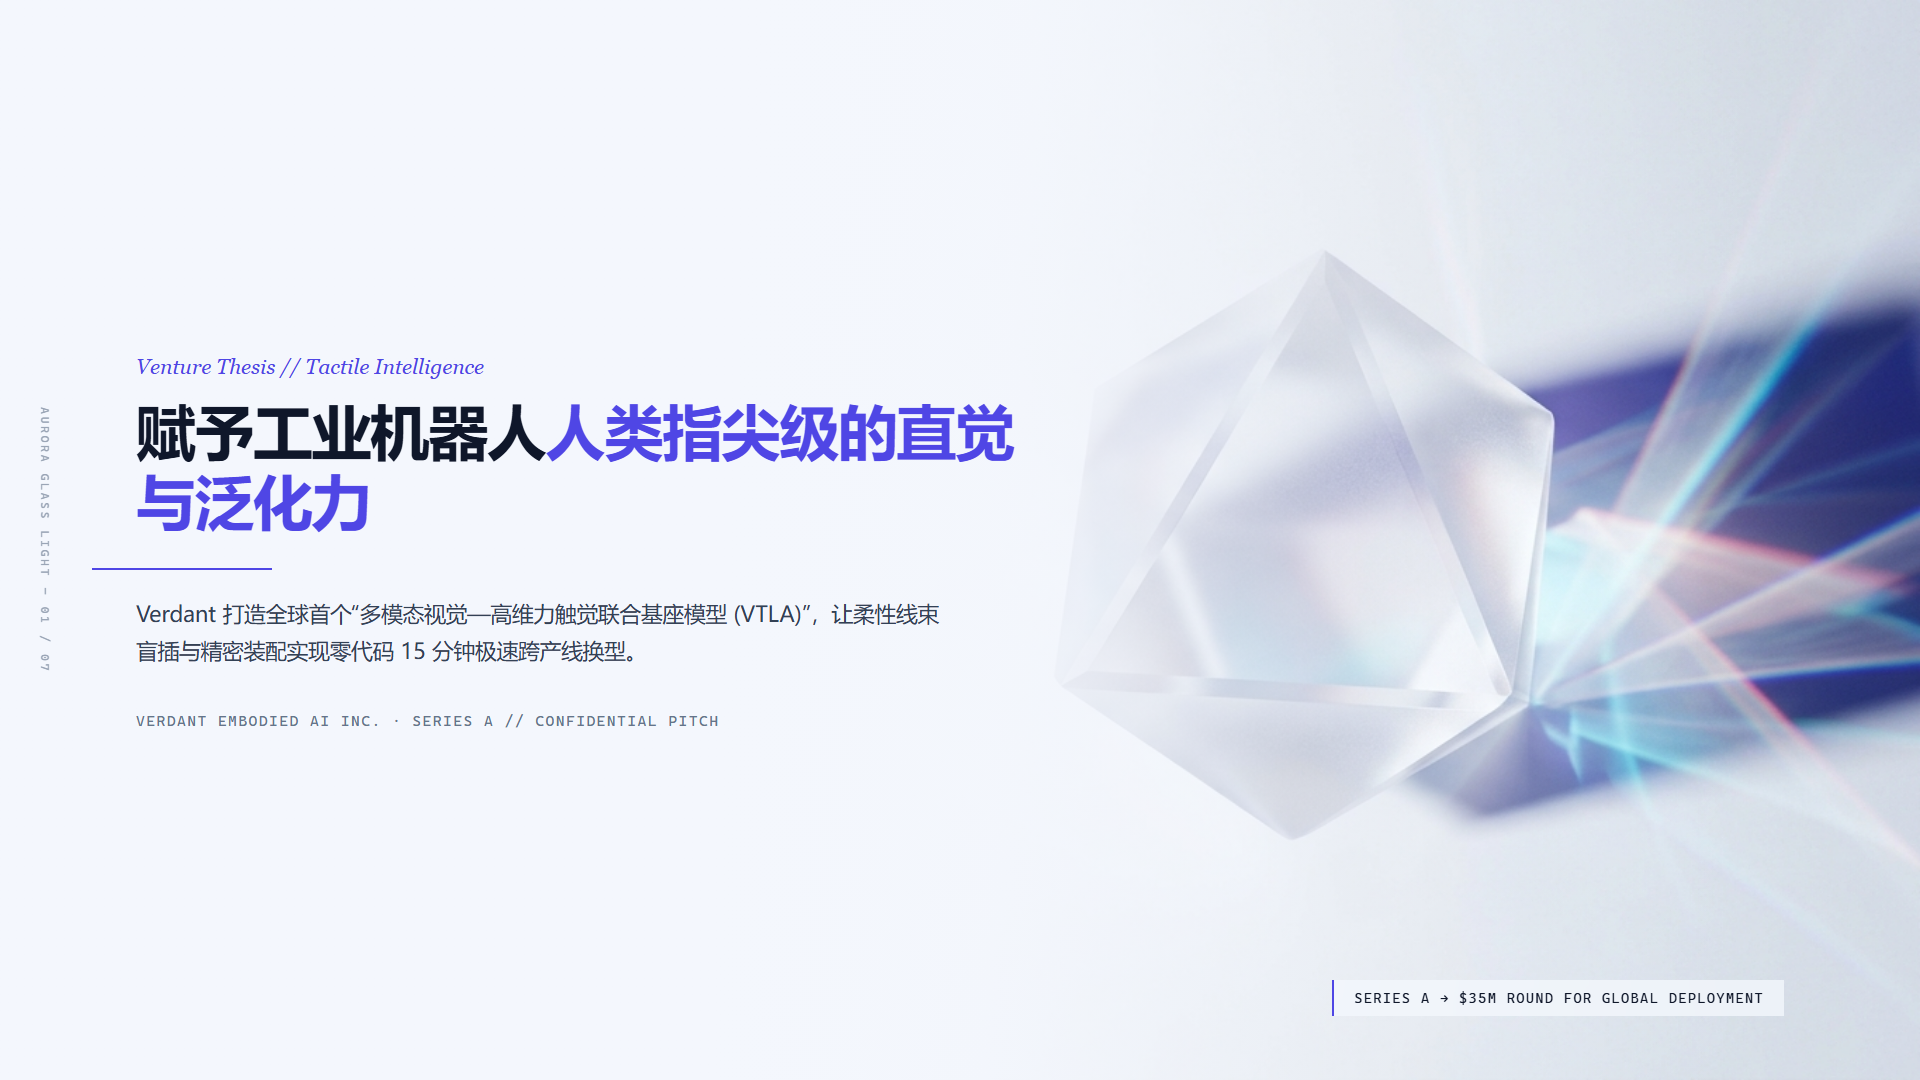 AURORA GLASS LIGHT — 01 / 07
Venture Thesis // Tactile Intelligence
赋予工业机器人人类指尖级的直觉
与泛化力
Verdant 打造全球首个“多模态视觉—高维力触觉联合基座模型 (VTLA)”，让柔性线束
盲插与精密装配实现零代码 15 分钟极速跨产线换型。
VERDANT EMBODIED AI INC. · SERIES A // CONFIDENTIAL PITCH
SERIES A → $35M ROUND FOR GLOBAL DEPLOYMENT